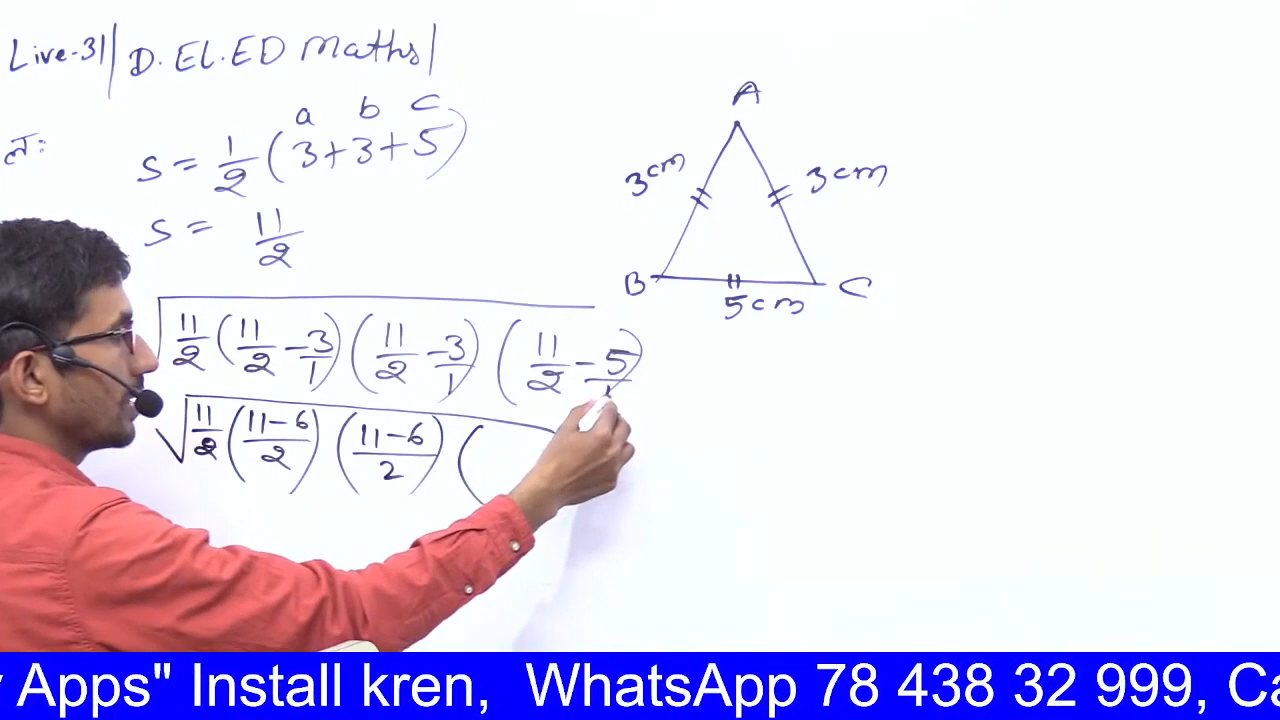 Live-31| D. El. ED Maths|
a b c
S = 1/2 (3+3+5)
S = 11/2
√ 11/2 (11/2 - 3/1) (11/2 - 3/1) (11/2 - 5/1)
√ 11/2 ((11-6)/2) ((11-6)/2) (
A
3cm 3cm
B C
5cm
Apps" Install kren, WhatsApp 78 438 32 999,